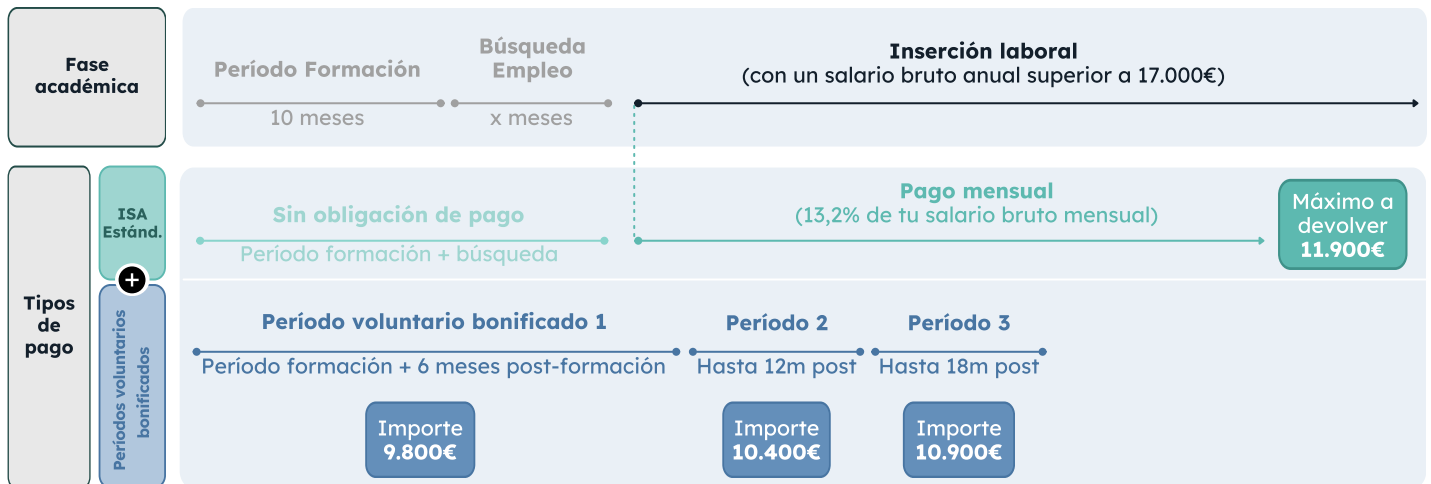 Fase
académica
Período Formación
10 meses
Búsqueda
Empleo
x meses
Inserción laboral
(con un salario bruto anual superior a 17.000€)
Tipos
de
pago
ISA
Estánd.
+
Períodos voluntarios
bonificados
Sin obligación de pago
Período formación + búsqueda
Pago mensual
(13,2% de tu salario bruto mensual)
Máximo a
devolver
11.900€
Período voluntario bonificado 1
Período formación + 6 meses post-formación
Importe
9.800€
Período 2
Hasta 12m post
Importe
10.400€
Período 3
Hasta 18m post
Importe
10.900€